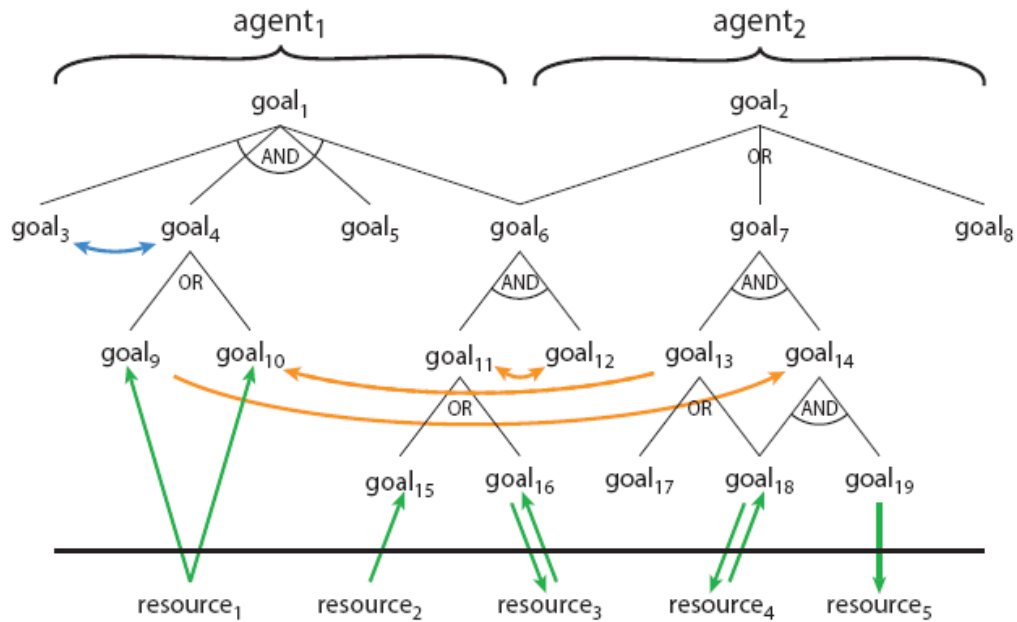 agent₁ agent₂
goal₁ goal₂
AND OR
goal₃ goal₄ goal₅ goal₆ goal₇ goal₈
OR AND AND
goal₉ goal₁₀ goal₁₁ goal₁₂ goal₁₃ goal₁₄
OR OR AND
goal₁₅ goal₁₆ goal₁₇ goal₁₈ goal₁₉
resource₁ resource₂ resource₃ resource₄ resource₅